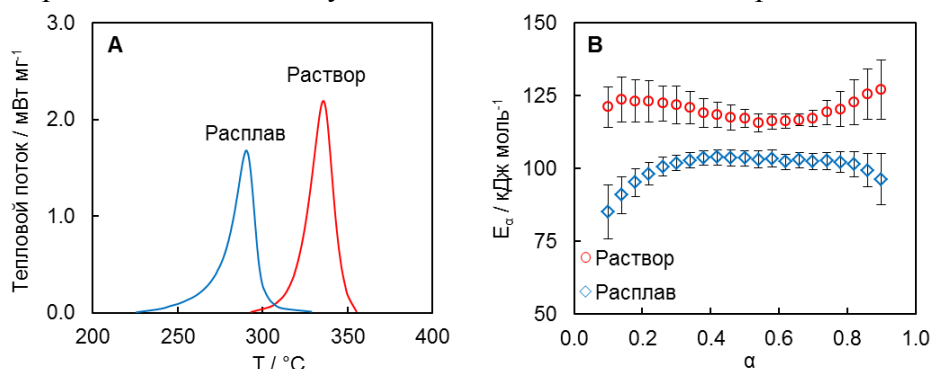 A
Тепловой поток / мВт мг⁻¹
3.0
2.0
1.0
0.0
Раствор
Расплав
200
250
300
350
400
T / °C
B
Eα / кДж моль⁻¹
150
125
100
75
50
Раствор
Расплав
0.0
0.2
0.4
0.6
0.8
1.0
α